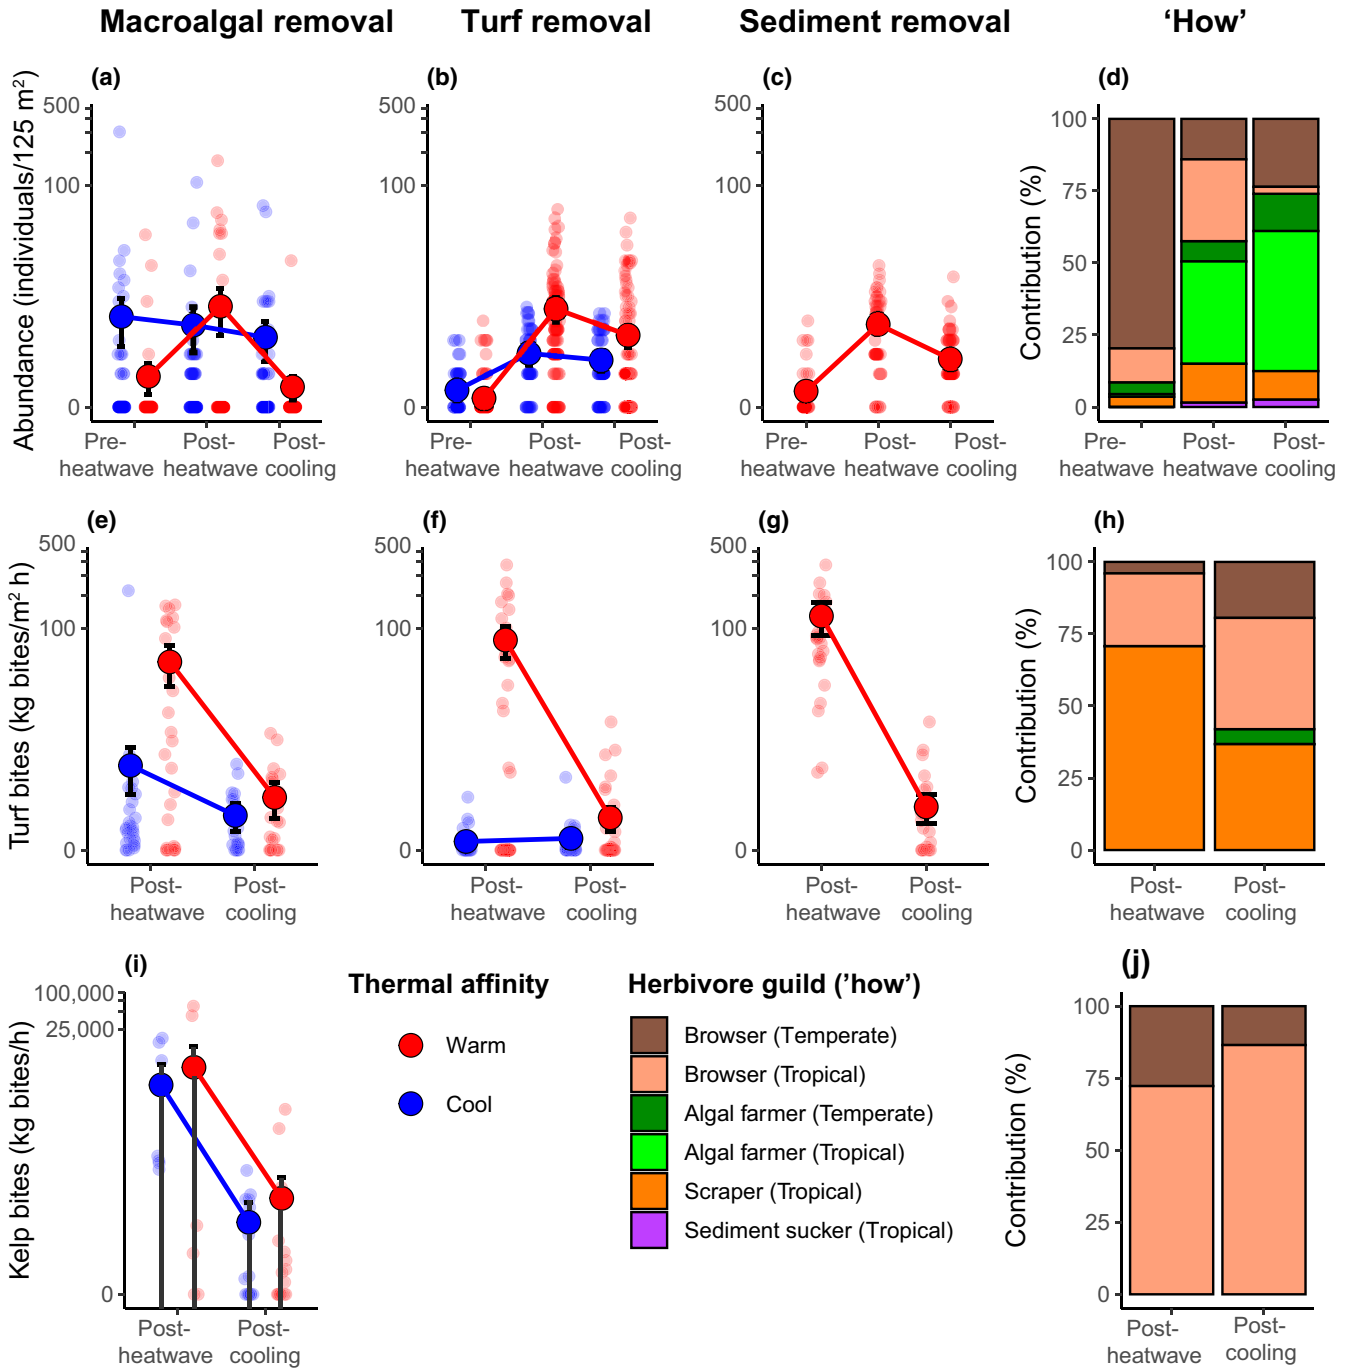 Macroalgal removal
Turf removal
Sediment removal
‘How’
(a)
(b)
(c)
(d)
Abundance (individuals/125 m²)
500
100
0
500
100
0
500
100
0
Contribution (%)
100
75
50
25
0
Pre-
heatwave
Post-
heatwave
Post-
cooling
Pre-
heatwave
Post-
heatwave
Post-
cooling
Pre-
heatwave
Post-
heatwave
Post-
cooling
Pre-
heatwave
Post-
heatwave
Post-
cooling
(e)
(f)
(g)
(h)
Turf bites (kg bites/m² h)
500
100
0
500
100
0
500
100
0
Contribution (%)
100
75
50
25
0
Post-
heatwave
Post-
cooling
Post-
heatwave
Post-
cooling
Post-
heatwave
Post-
cooling
Post-
heatwave
Post-
cooling
(i)
Kelp bites (kg bites/h)
100,000
25,000
0
Post-
heatwave
Post-
cooling
Thermal affinity
Warm
Cool
Herbivore guild (’how’)
Browser (Temperate)
Browser (Tropical)
Algal farmer (Temperate)
Algal farmer (Tropical)
Scraper (Tropical)
Sediment sucker (Tropical)
(j)
Contribution (%)
100
75
50
25
0
Post-
heatwave
Post-
cooling